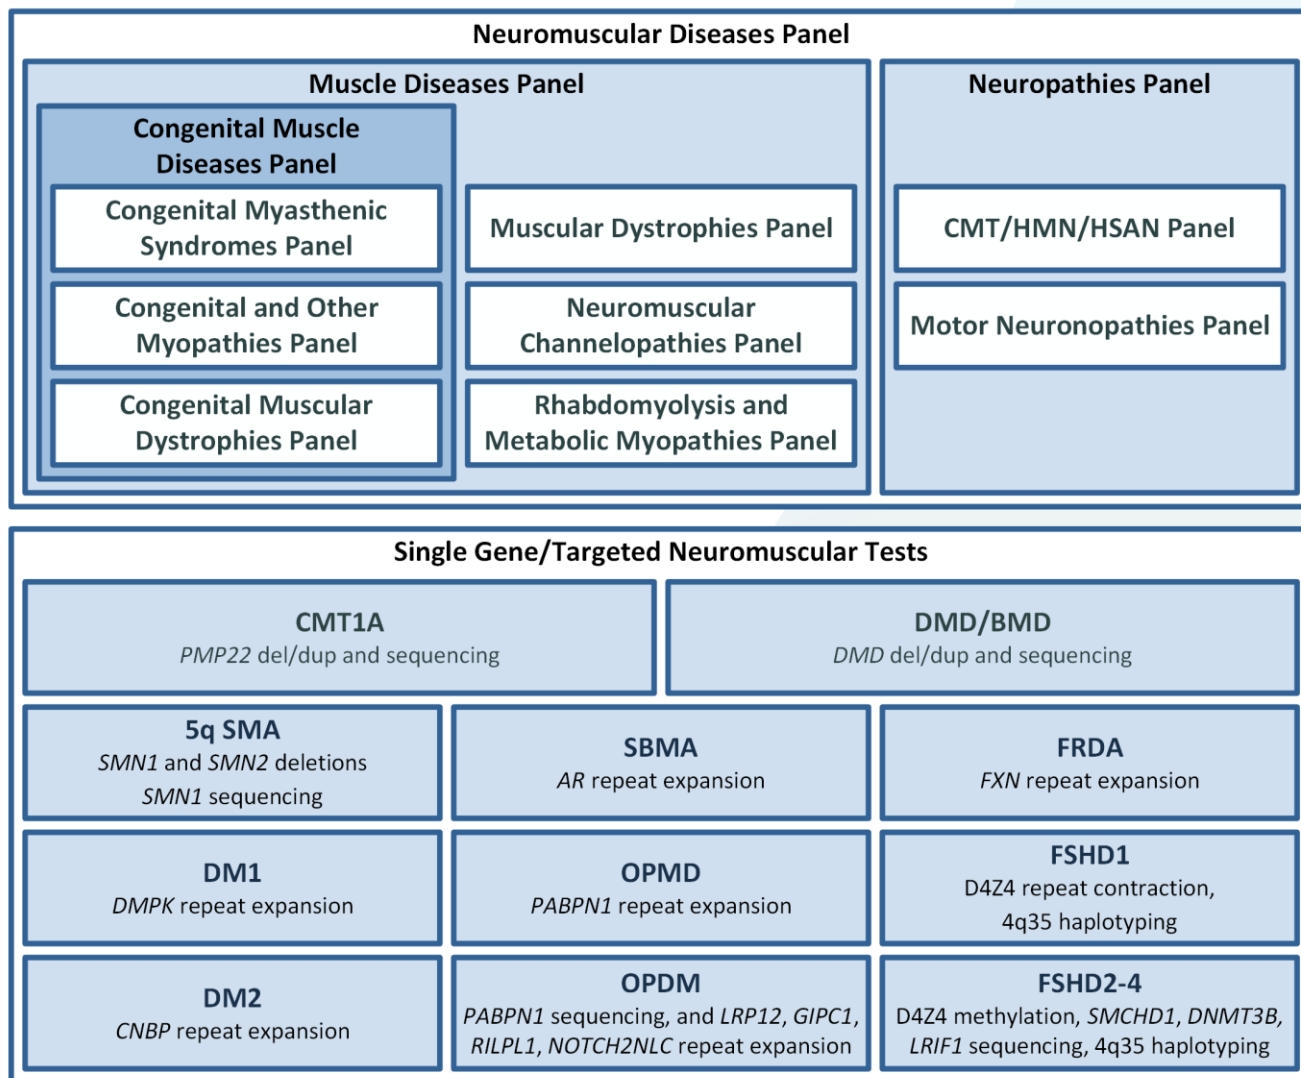 Neuromuscular Diseases Panel
Muscle Diseases Panel
Congenital Muscle
Diseases Panel
Congenital Myasthenic
Syndromes Panel
Congenital and Other
Myopathies Panel
Congenital Muscular
Dystrophies Panel
Muscular Dystrophies Panel
Neuromuscular
Channelopathies Panel
Rhabdomyolysis and
Metabolic Myopathies Panel
Neuropathies Panel
CMT/HMN/HSAN Panel
Motor Neuronopathies Panel
Single Gene/Targeted Neuromuscular Tests
CMT1A
PMP22 del/dup and sequencing
DMD/BMD
DMD del/dup and sequencing
5q SMA
SMN1 and SMN2 deletions
SMN1 sequencing
SBMA
AR repeat expansion
FRDA
FXN repeat expansion
DM1
DMPK repeat expansion
OPMD
PABPN1 repeat expansion
FSHD1
D4Z4 repeat contraction,
4q35 haplotyping
DM2
CNBP repeat expansion
OPDM
PABPN1 sequencing, and LRP12, GIPC1,
RILPL1, NOTCH2NLC repeat expansion
FSHD2-4
D4Z4 methylation, SMCHD1, DNMT3B,
LRIF1 sequencing, 4q35 haplotyping